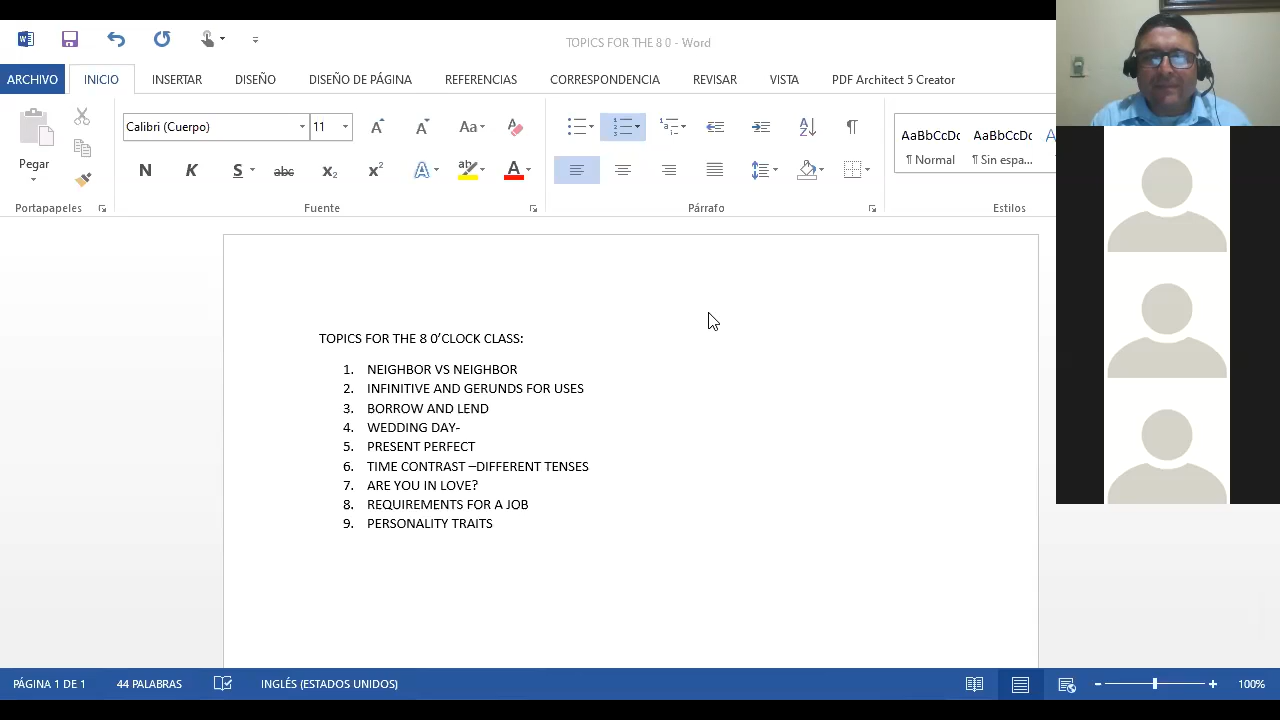 TOPICS FOR THE 8 0 - Word
ARCHIVO INICIO INSERTAR DISEÑO DISEÑO DE PÁGINA REFERENCIAS CORRESPONDENCIA REVISAR VISTA PDF Architect 5 Creator
Calibri (Cuerpo) 11 Aa AaBbCcDc AaBbCcDc
Pegar N K S abc x₂ x² A ab A ¶ Normal ¶ Sin espa...
Portapapeles Fuente Párrafo Estilos
TOPICS FOR THE 8 0’CLOCK CLASS:
1. NEIGHBOR VS NEIGHBOR
2. INFINITIVE AND GERUNDS FOR USES
3. BORROW AND LEND
4. WEDDING DAY-
5. PRESENT PERFECT
6. TIME CONTRAST –DIFFERENT TENSES
7. ARE YOU IN LOVE?
8. REQUIREMENTS FOR A JOB
9. PERSONALITY TRAITS
PÁGINA 1 DE 1 44 PALABRAS INGLÉS (ESTADOS UNIDOS) 100%